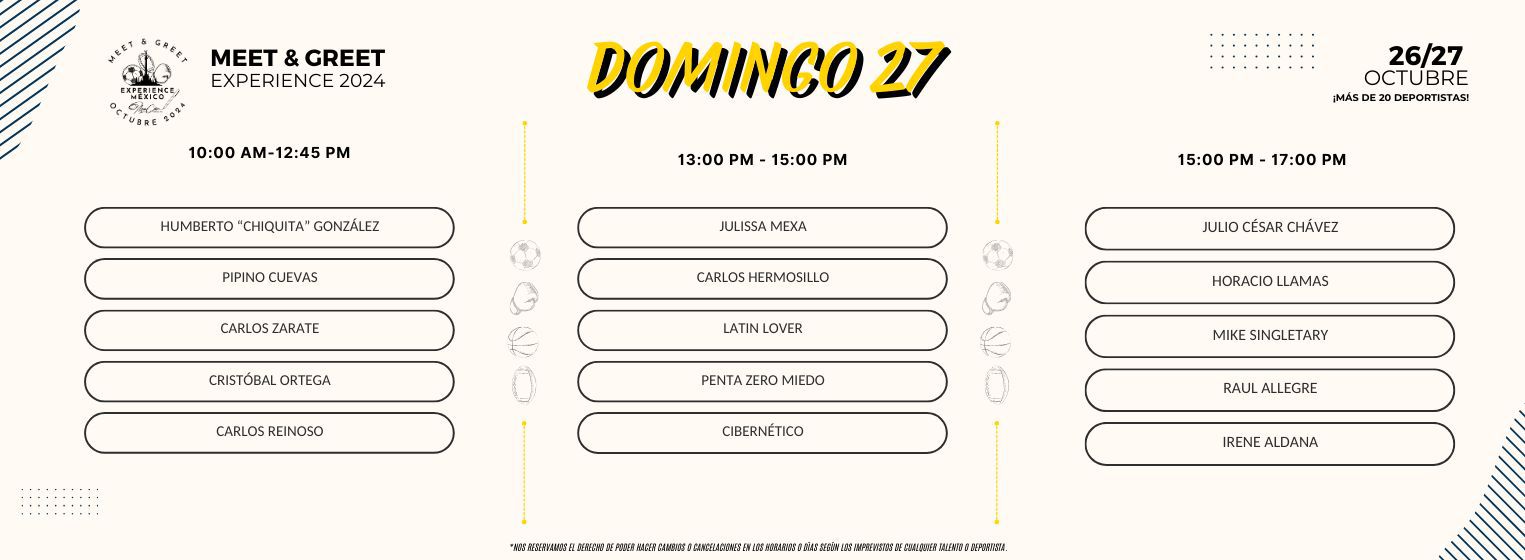 MEET & GREET
EXPERIENCE
MÉXICO
OCTUBRE 2024
MEET & GREET
EXPERIENCE 2024
DOMINGO 27
26/27
OCTUBRE
¡MÁS DE 20 DEPORTISTAS!
10:00 AM-12:45 PM
HUMBERTO “CHIQUITA” GONZÁLEZ
PIPINO CUEVAS
CARLOS ZARATE
CRISTÓBAL ORTEGA
CARLOS REINOSO
13:00 PM - 15:00 PM
JULISSA MEXA
CARLOS HERMOSILLO
LATIN LOVER
PENTA ZERO MIEDO
CIBERNÉTICO
15:00 PM - 17:00 PM
JULIO CÉSAR CHÁVEZ
HORACIO LLAMAS
MIKE SINGLETARY
RAUL ALLEGRE
IRENE ALDANA
*NOS RESERVAMOS EL DERECHO DE PODER HACER CAMBIOS O CANCELACIONES EN LOS HORARIOS O DÍAS SEGÚN LOS IMPREVISTOS DE CUALQUIER TALENTO O DEPORTISTA.